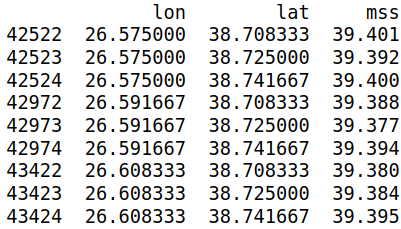 lon lat mss
42522 26.575000 38.708333 39.401
42523 26.575000 38.725000 39.392
42524 26.575000 38.741667 39.400
42972 26.591667 38.708333 39.388
42973 26.591667 38.725000 39.377
42974 26.591667 38.741667 39.394
43422 26.608333 38.708333 39.380
43423 26.608333 38.725000 39.384
43424 26.608333 38.741667 39.395